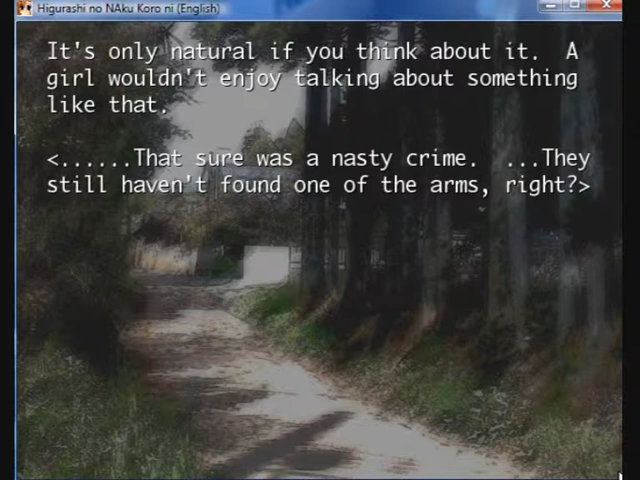 Higurashi no NAku Koro ni (English)
It's only natural if you think about it.  A
girl wouldn't enjoy talking about something
like that.
<......That sure was a nasty crime.  ...They
still haven't found one of the arms, right?>